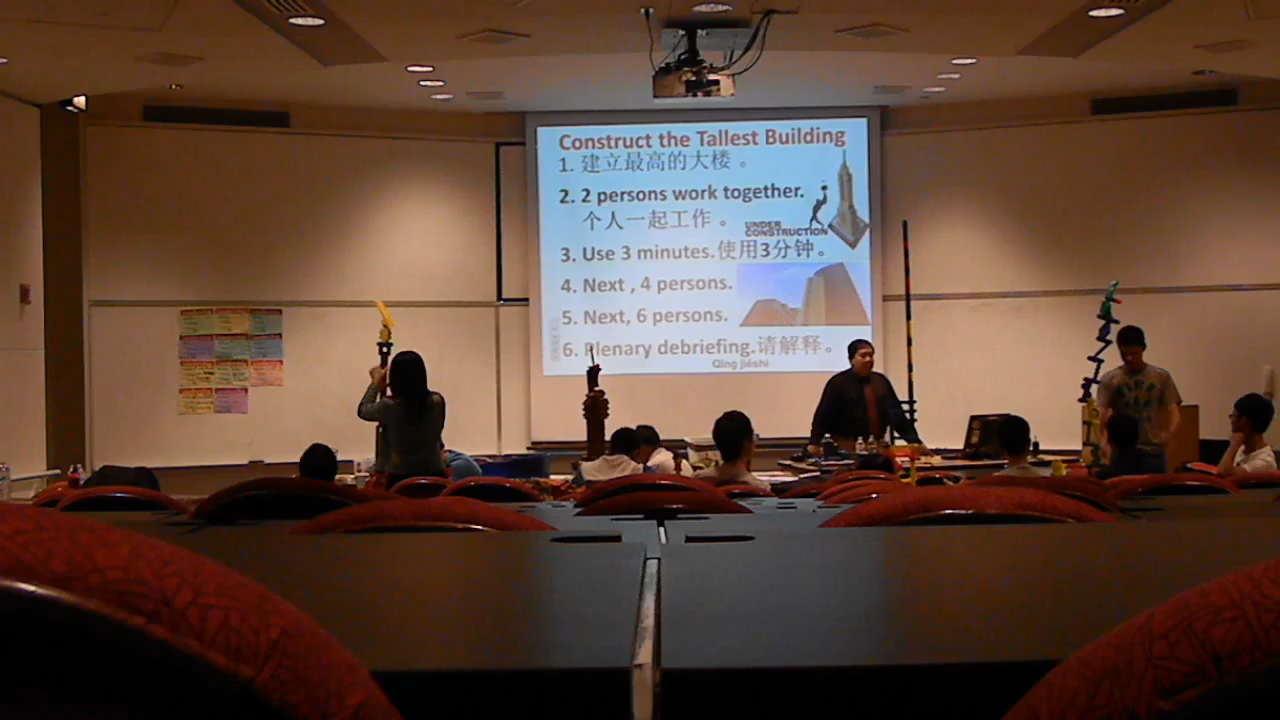 Construct the Tallest Building
1. 建立最高的大楼 。
2. 2 persons work together.
个人一起工作 。
UNDER
CONSTRUCTION
3. Use 3 minutes.使用3分钟。
4. Next , 4 persons.
5. Next, 6 persons.
6. Plenary debriefing.请解释。
Qing jiěshì